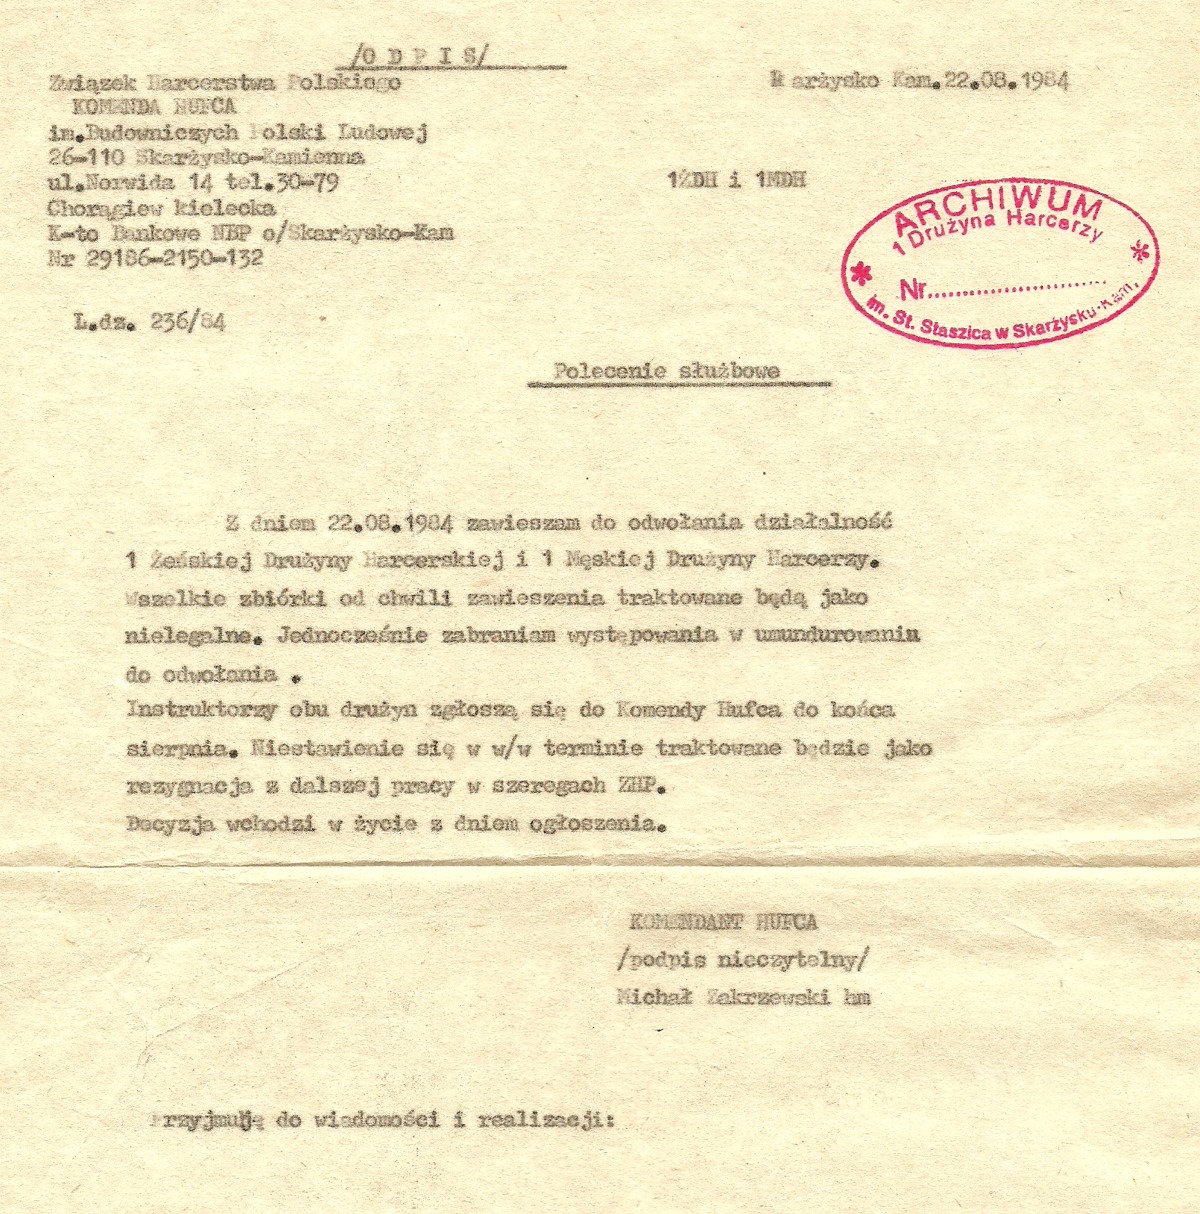 /O D P I S/
Związek Harcerstwa Polskiego
KOMENDA HUFCA
im.Budowniczych Polski Ludowej
26-110 Skarżysko-Kamienna
ul.Norwida 14 tel.30-79
Chorągiew kielecka
K-to Bankowe NBP o/Skarżysko-Kam
Nr 29186-2150-132
L.dz. 236/84
arżysko Kam.22.08.1984
1ŻDH i 1MDH
ARCHIWUM
1 Drużyna Harcerzy
Nr..........................
im. St. Staszica w Skarżysku-Kam.
Polecenie służbowe
Z dniem 22.08.1984 zawieszam do odwołania działalność
1 Żeńskiej Drużyny Harcerskiej i 1 Męskiej Drużyny Harcerzy.
Wszelkie zbiórki od chwili zawieszenia traktowane będą jako
nielegalne. Jednocześnie zabraniam występowania w umundurowaniu
do odwołania .
Instruktorzy obu drużyn zgłoszą się do Komendy Hufca do końca
sierpnia. Niestawienie się w w/w terminie traktowane będzie jako
rezygnacja z dalszej pracy w szeregach ZHP.
Decyzja wchodzi w życie z dniem ogłoszenia.
KOMENDANT HUFCA
/podpis nieczytelny/
Michał Zakrzewski hm
Przyjmuję do wiadomości i realizacji: